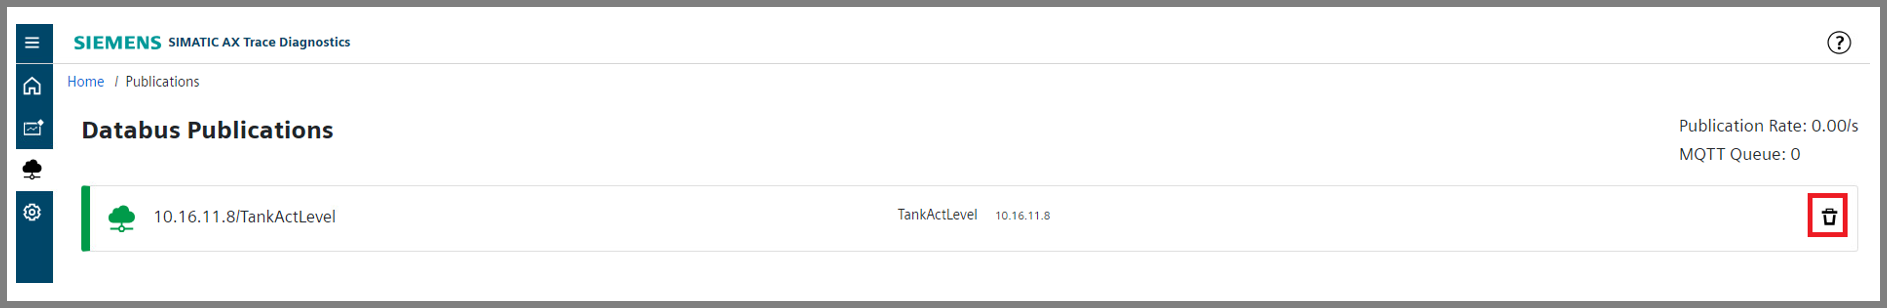 SIEMENS SIMATIC AX Trace Diagnostics
?
Home / Publications
Databus Publications
Publication Rate: 0.00/s
MQTT Queue: 0
10.16.11.8/TankActLevel
TankActLevel 10.16.11.8